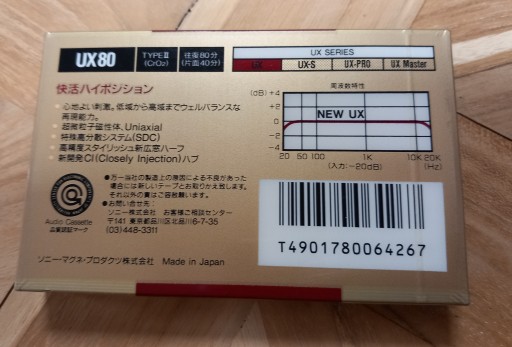 UX80
TYPEⅡ
(CrO₂)
往復80分
(片面40分)
UX SERIES
UX UX-S UX-PRO UX Master
快活ハイポジション
・心地よい刺激。低域から高域までウェルバランスな
再現能力。
・超微粒子磁性体、Uniaxial
・特殊高分散システム(SDC)
・高精度スタイリッシュ新広窓ハーフ
・新開発CI(Closely Injection)ハブ
周波数特性
(dB) +4
+2
0
−2
−4
NEW UX
20 50 100 1K 10K 20K
(入力:−20dB) (Hz)
●万一当社の製造上の原因による不良があった
場合には新しいテープとお取りかえ致します。
それ以外の責はご容赦願います。
●お問い合せ先:
ソニー株式会社 お客様ご相談センター
〒141 東京都品川区北品川6-7-35
(03)448-3311
Audio Cassette
品質認証マーク
ソニー・マグネ・プロダクツ株式会社 Made in Japan
T4901780064267